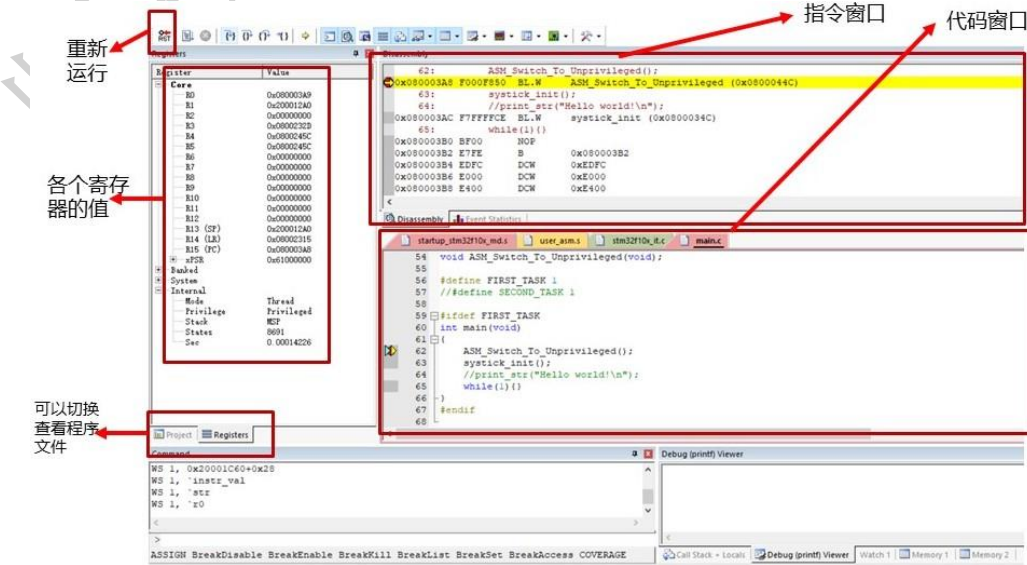 指令窗口
代码窗口
重新
运行
RST
Registers
Disassembly
Register Value
Core
R0 0x080003A9
R1 0x200012A0
R2 0x00000000
R3 0x0800232D
R4 0x0800245C
R5 0x0800245C
R6 0x00000000
R7 0x00000000
R8 0x00000000
R9 0x00000000
R10 0x00000000
R11 0x00000000
R12 0x00000000
R13 (SP) 0x200012A0
R14 (LR) 0x08002315
R15 (PC) 0x080003A8
xPSR 0x61000000
Banked
System
Internal
Mode Thread
Privilege Privileged
Stack MSP
States 8691
Sec 0.00014226
各个寄存
器的值
62: ASM_Switch_To_Unprivileged();
0x080003A8 F000F850 BL.W ASM_Switch_To_Unprivileged (0x0800044C)
63: systick_init();
64: //print_str("Hello world!\n");
0x080003AC F7FFFFCE BL.W systick_init (0x0800034C)
65: while(1){}
0x080003B0 BF00 NOP
0x080003B2 E7FE B 0x080003B2
0x080003B4 EDFC DCW 0xEDFC
0x080003B6 E000 DCW 0xE000
0x080003B8 E400 DCW 0xE400
Disassembly Event Statistics
startup_stm32f10x_md.s user_asm.s stm32f10x_it.c main.c
54 void ASM_Switch_To_Unprivileged(void);
55
56 #define FIRST_TASK 1
57 //#define SECOND_TASK 1
58
59 #ifdef FIRST_TASK
60 int main(void)
61 {
62 ASM_Switch_To_Unprivileged();
63 systick_init();
64 //print_str("Hello world!\n");
65 while(1){}
66 }
67 #endif
68
可以切换
查看程序
文件
Project Registers
Command
WS 1, 0x20001C60+0x28
WS 1, `instr_val
WS 1, `str
WS 1, `r0
>
ASSIGN BreakDisable BreakEnable BreakKill BreakList BreakSet BreakAccess COVERAGE
Debug (printf) Viewer
Call Stack + Locals Debug (printf) Viewer Watch 1 Memory 1 Memory 2